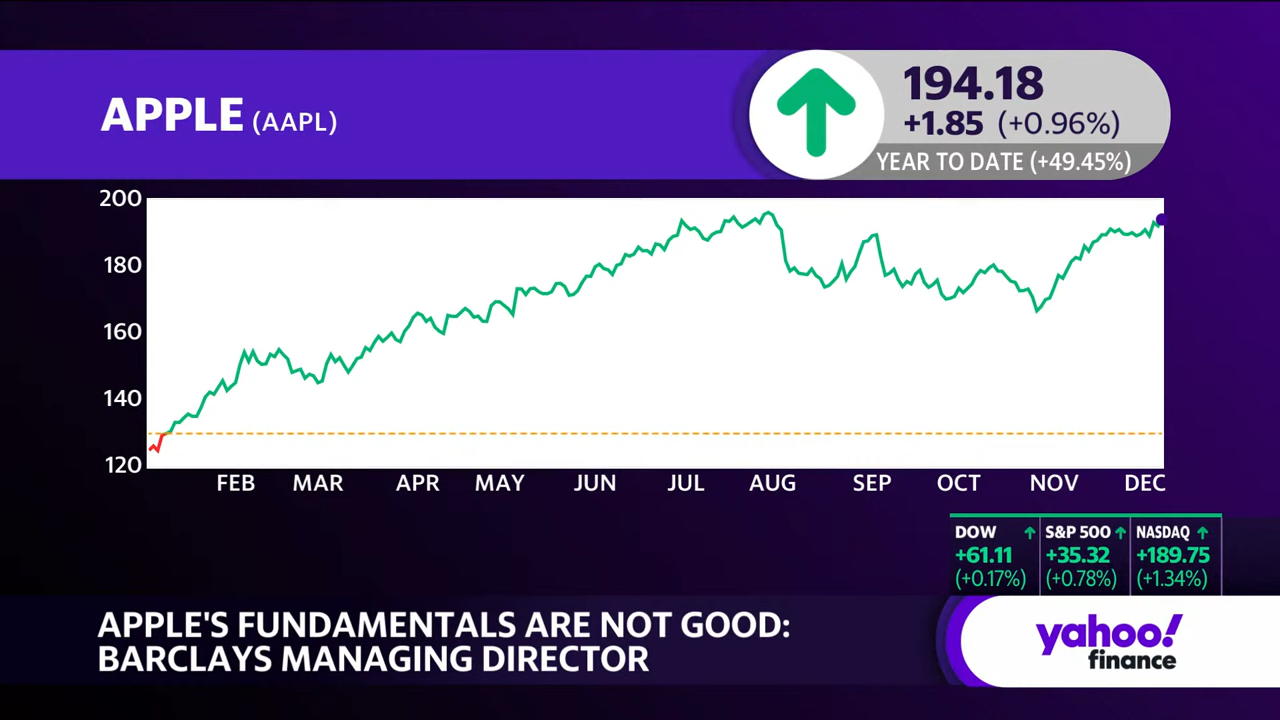 APPLE (AAPL)
194.18
+1.85 (+0.96%)
YEAR TO DATE (+49.45%)
200
180
160
140
120
FEB MAR APR MAY JUN JUL AUG SEP OCT NOV DEC
DOW S&P 500 NASDAQ
+61.11 +35.32 +189.75
(+0.17%) (+0.78%) (+1.34%)
APPLE'S FUNDAMENTALS ARE NOT GOOD:
BARCLAYS MANAGING DIRECTOR
yahoo!
finance